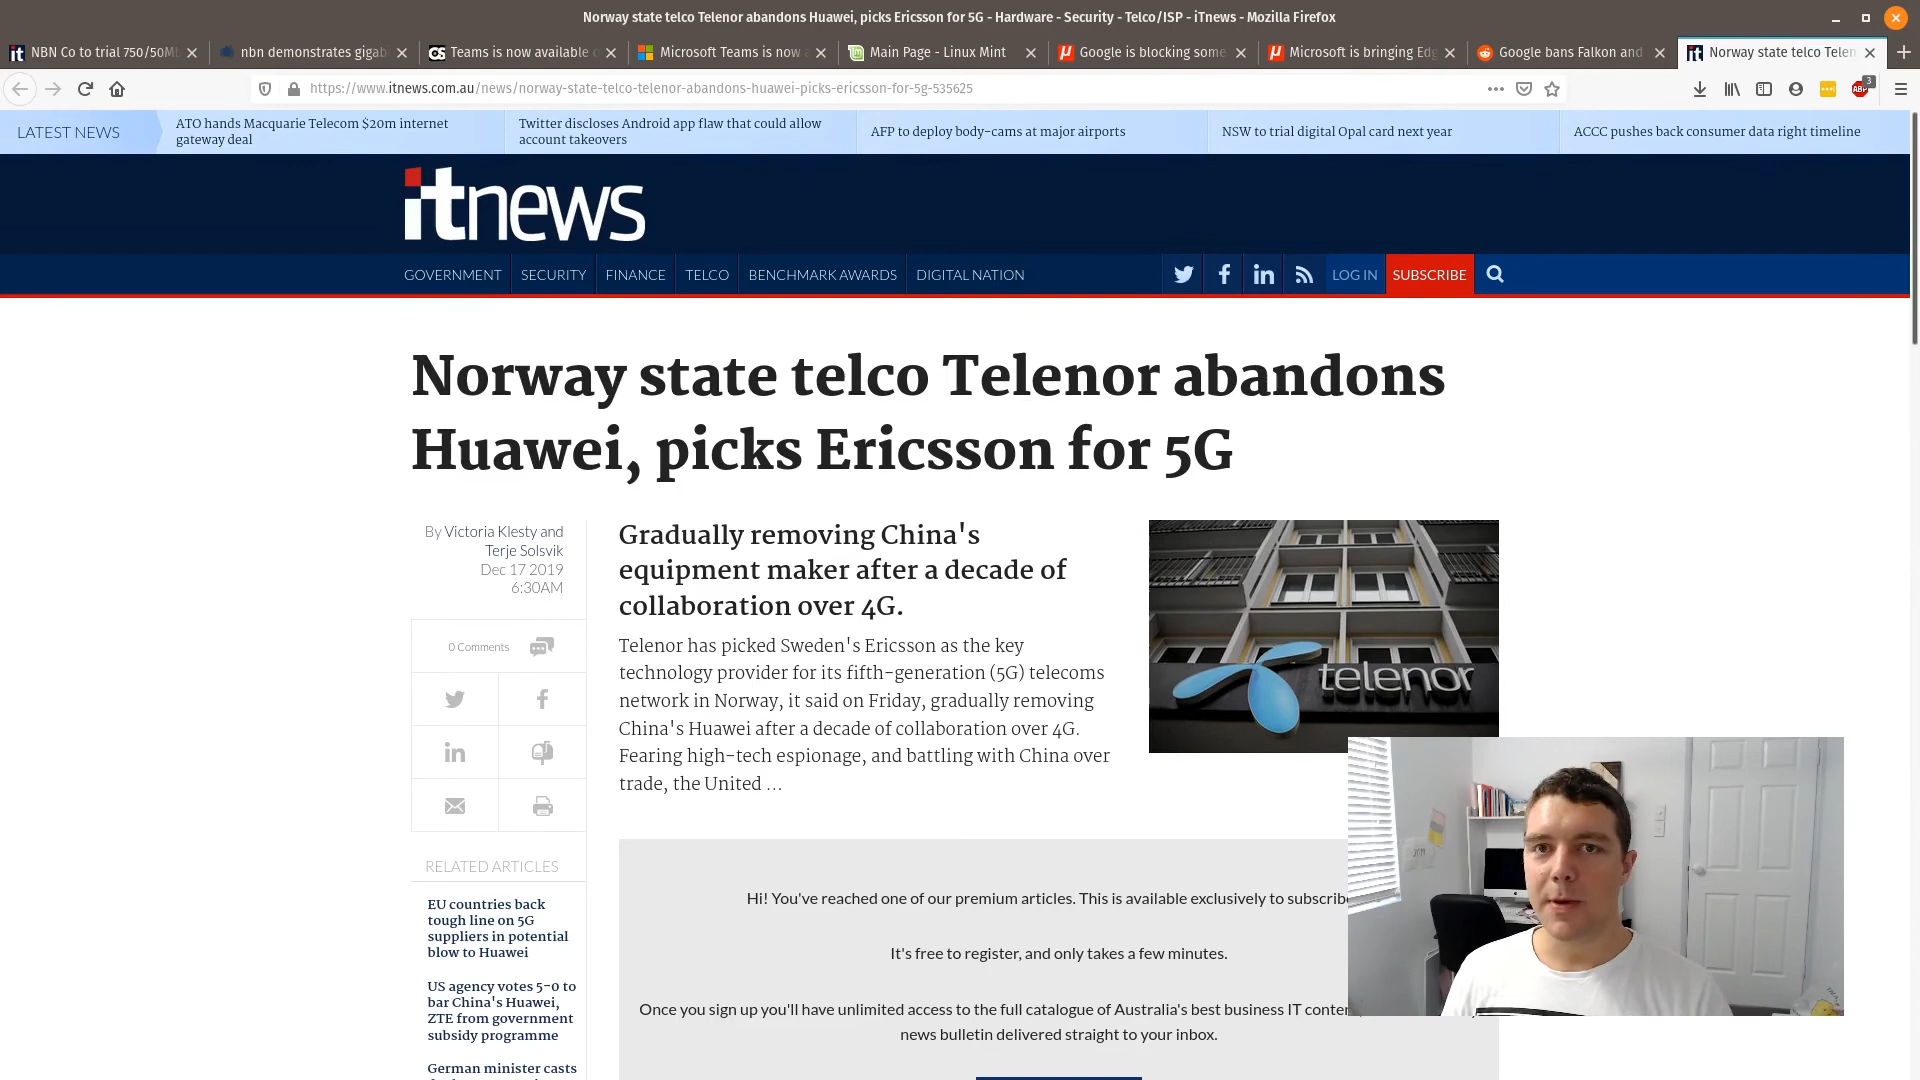 Norway state telco Telenor abandons Huawei, picks Ericsson for 5G - Hardware - Security - Telco/ISP - iTnews - Mozilla Firefox
NBN Co to trial 750/50Mb
nbn demonstrates gigab
Teams is now available o
Microsoft Teams is now a
Main Page - Linux Mint
Google is blocking some
Microsoft is bringing Edg
Google bans Falkon and
Norway state telco Telen
https://www.itnews.com.au/news/norway-state-telco-telenor-abandons-huawei-picks-ericsson-for-5g-535625
ABP
3
LATEST NEWS
ATO hands Macquarie Telecom $20m internet
gateway deal
Twitter discloses Android app flaw that could allow
account takeovers
AFP to deploy body-cams at major airports
NSW to trial digital Opal card next year
ACCC pushes back consumer data right timeline
itnews
GOVERNMENT
SECURITY
FINANCE
TELCO
BENCHMARK AWARDS
DIGITAL NATION
LOG IN
SUBSCRIBE
Norway state telco Telenor abandons
Huawei, picks Ericsson for 5G
By Victoria Klesty and
Terje Solsvik
Dec 17 2019
6:30AM
0 Comments
Gradually removing China's
equipment maker after a decade of
collaboration over 4G.
Telenor has picked Sweden's Ericsson as the key
technology provider for its fifth-generation (5G) telecoms
network in Norway, it said on Friday, gradually removing
China's Huawei after a decade of collaboration over 4G.
Fearing high-tech espionage, and battling with China over
trade, the United ...
telenor
RELATED ARTICLES
EU countries back
tough line on 5G
suppliers in potential
blow to Huawei
US agency votes 5-0 to
bar China's Huawei,
ZTE from government
subsidy programme
German minister casts
Hi! You've reached one of our premium articles. This is available exclusively to subscrib
It's free to register, and only takes a few minutes.
Once you sign up you'll have unlimited access to the full catalogue of Australia's best business IT conten
news bulletin delivered straight to your inbox.